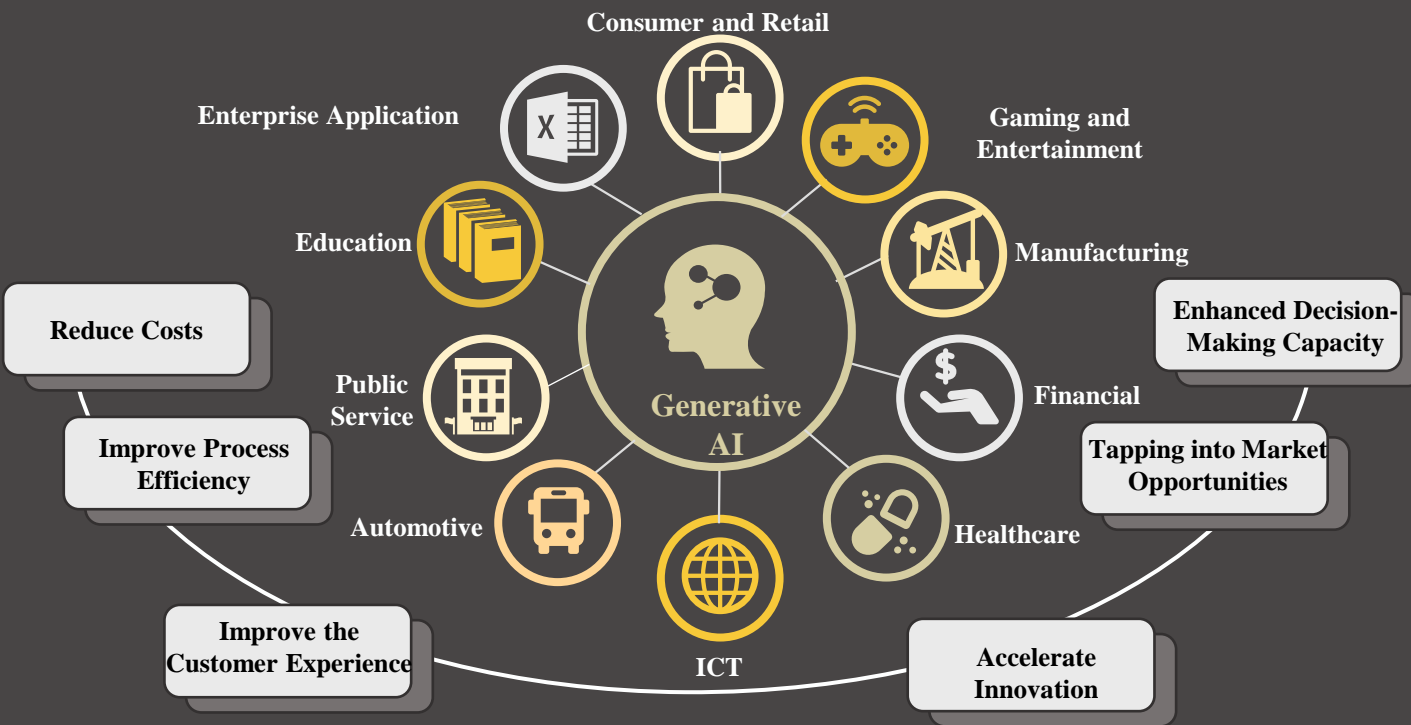 Consumer and Retail
Enterprise Application
X
Gaming and
Entertainment
Education
Manufacturing
$
Reduce Costs
Enhanced Decision-
Making Capacity
Public
Service
Generative
AI
Financial
Improve Process
Efficiency
Tapping into Market
Opportunities
Automotive
Healthcare
Improve the
Customer Experience
ICT
Accelerate
Innovation